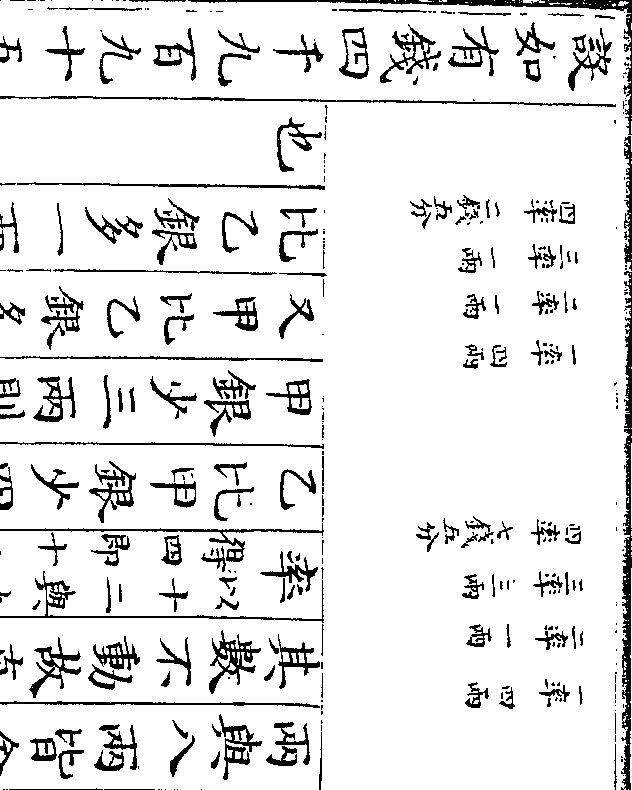 一率 四兩
二率 一兩
三率 三兩
四率 七錢五分
一率 四兩
二率 一兩
三率 一兩
四率 二錢五分
兩與八兩皆
其數不動故
率
以十二與
得四即十
乙比甲銀少四
甲銀少三兩則
又甲比乙銀多
比乙銀多一兩
也
設如有錢四千九百九十五